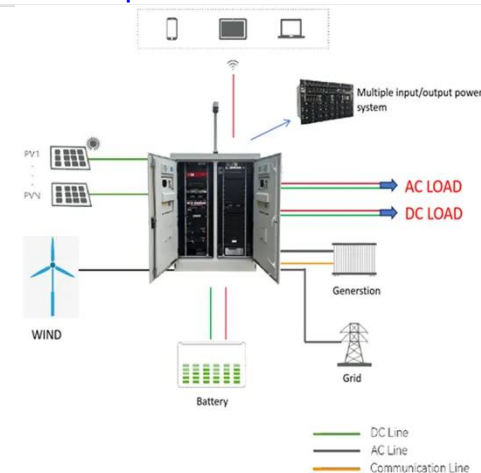 Multiple input/output power
system
PV1
PVN
AC LOAD
DC LOAD
Generstion
WIND
Grid
Battery
DC Line
AC Line
Communication Line